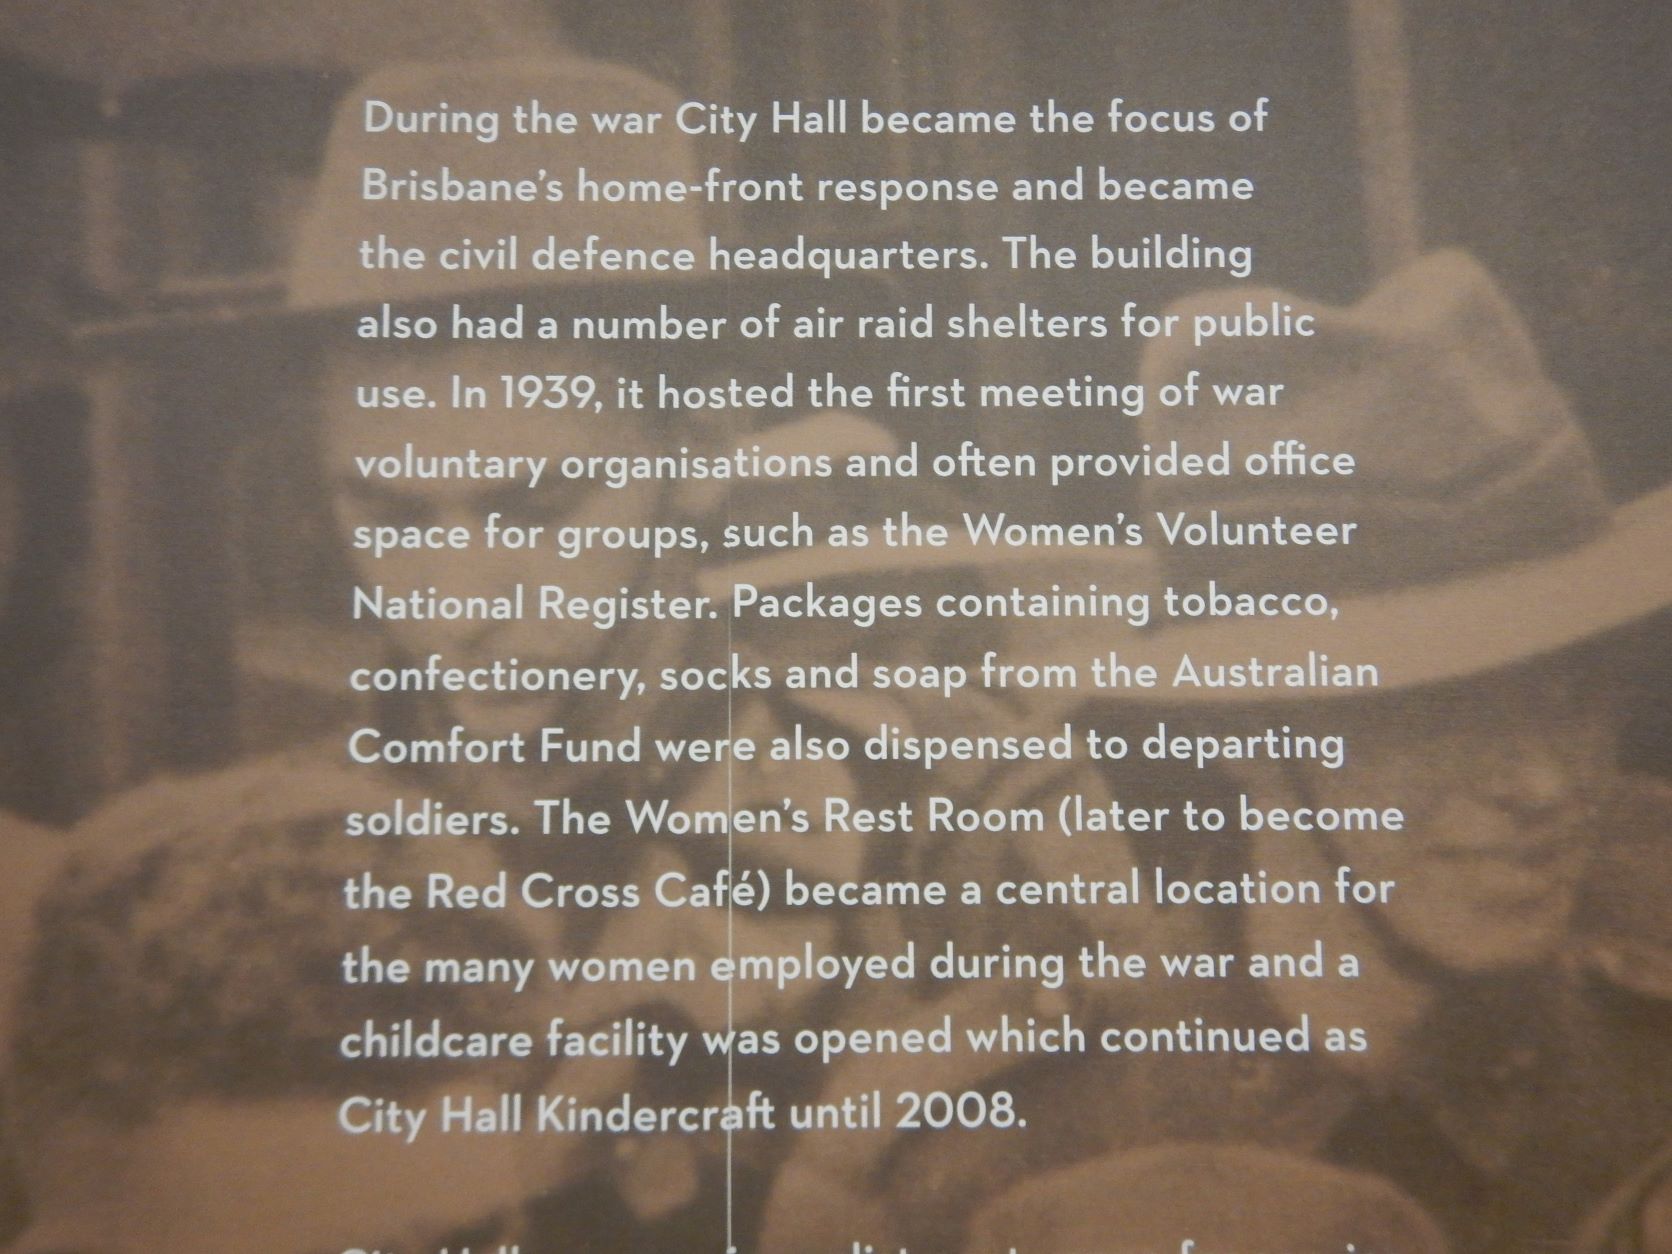 During the war City Hall became the focus of
Brisbane's home-front response and became
the civil defence headquarters. The building
also had a number of air raid shelters for public
use. In 1939, it hosted the first meeting of war
voluntary organisations and often provided office
space for groups, such as the Women's Volunteer
National Register. Packages containing tobacco,
confectionery, socks and soap from the Australian
Comfort Fund were also dispensed to departing
soldiers. The Women's Rest Room (later to become
the Red Cross Café) became a central location for
the many women employed during the war and a
childcare facility was opened which continued as
City Hall Kindercraft until 2008.